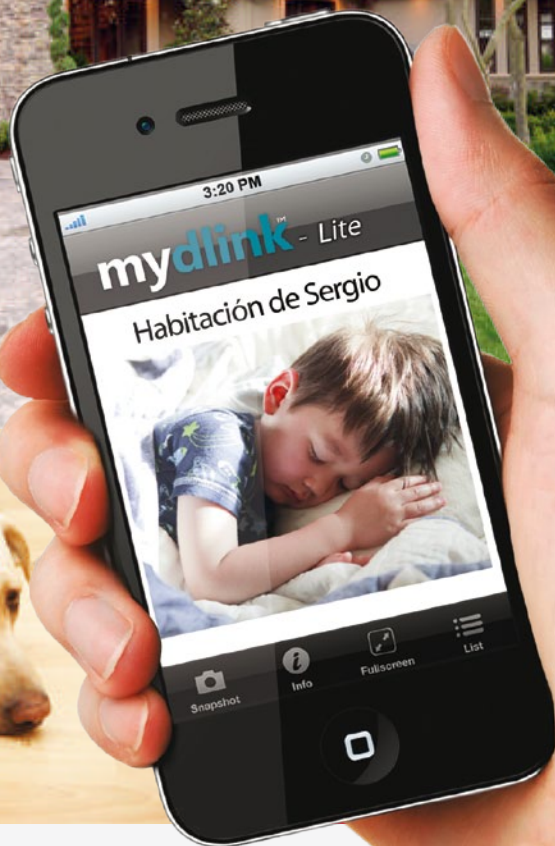 3:20 PM
mydlink™ - Lite
Habitación de Sergio
Snapshot
Info
Fullscreen
List